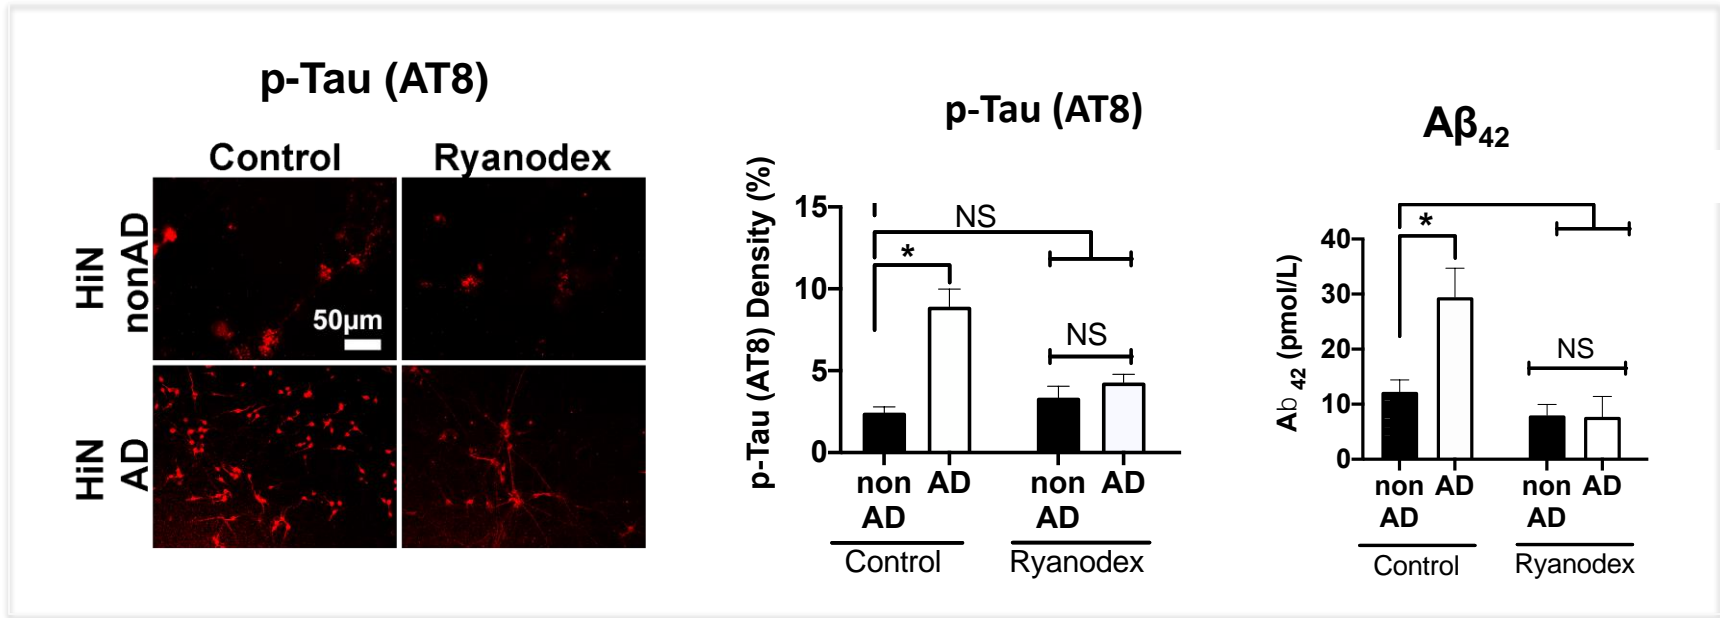 p-Tau (AT8)
Control
Ryanodex
HiN
nonAD
50μm
HiN
AD
p-Tau (AT8)
p-Tau (AT8) Density (%)
15
10
5
0
NS
*
NS
non
AD
AD
non
AD
AD
Control
Ryanodex
Aβ42
Ab 42 (pmol/L)
40
30
20
10
0
*
NS
non
AD
AD
non
AD
AD
Control
Ryanodex